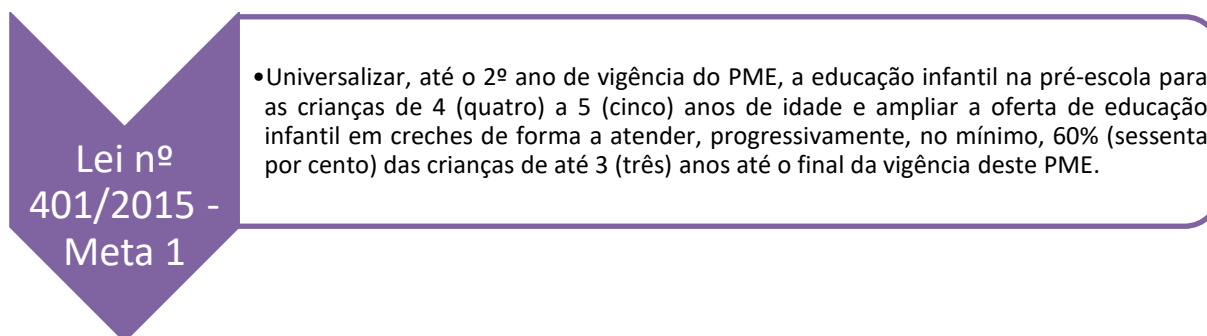 Lei nº
401/2015 -
Meta 1
•Universalizar, até o 2º ano de vigência do PME, a educação infantil na pré-escola para
as crianças de 4 (quatro) a 5 (cinco) anos de idade e ampliar a oferta de educação
infantil em creches de forma a atender, progressivamente, no mínimo, 60% (sessenta
por cento) das crianças de até 3 (três) anos até o final da vigência deste PME.